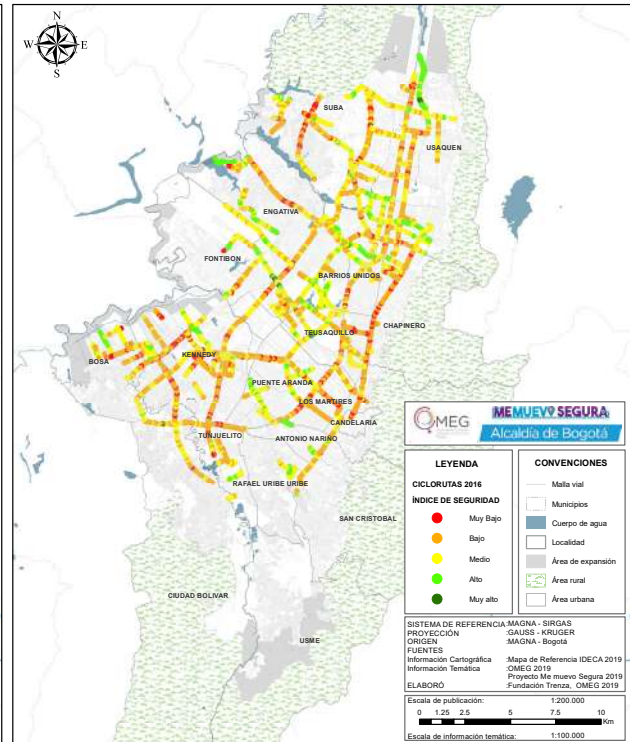 N
W E
S
SUBA
USAQUEN
ENGATIVA
FONTIBON
BARRIOS UNIDOS
CHAPINERO
TEUSAQUILLO
KENNEDY
BOSA
PUENTE ARANDA
LOS MARTIRES
CANDELARIA
TUNJUELITO
ANTONIO NARIÑO
RAFAEL URIBE URIBE
SAN CRISTOBAL
CIUDAD BOLIVAR
USME
OMEG
ME MUEVO SEGURA
Alcaldía de Bogotá
LEYENDA
CICLORUTAS 2016
ÍNDICE DE SEGURIDAD
Muy Bajo
Bajo
Medio
Alto
Muy alto
CONVENCIONES
Malla vial
Municipios
Cuerpo de agua
Localidad
Área de expansión
Área rural
Área urbana
SISTEMA DE REFERENCIA:MAGNA - SIRGAS
PROYECCIÓN :GAUSS - KRUGER
ORIGEN :MAGNA - Bogotá
FUENTES
Información Cartográfica :Mapa de Referencia IDECA 2019
Información Temática :OMEG 2019
Proyecto Me muevo Segura 2019
ELABORÓ :Fundación Trenza, OMEG 2019
Escala de publicación: 1:200.000
0 1.25 2.5 5 7.5 10
Km
Escala de información temática: 1:100.000